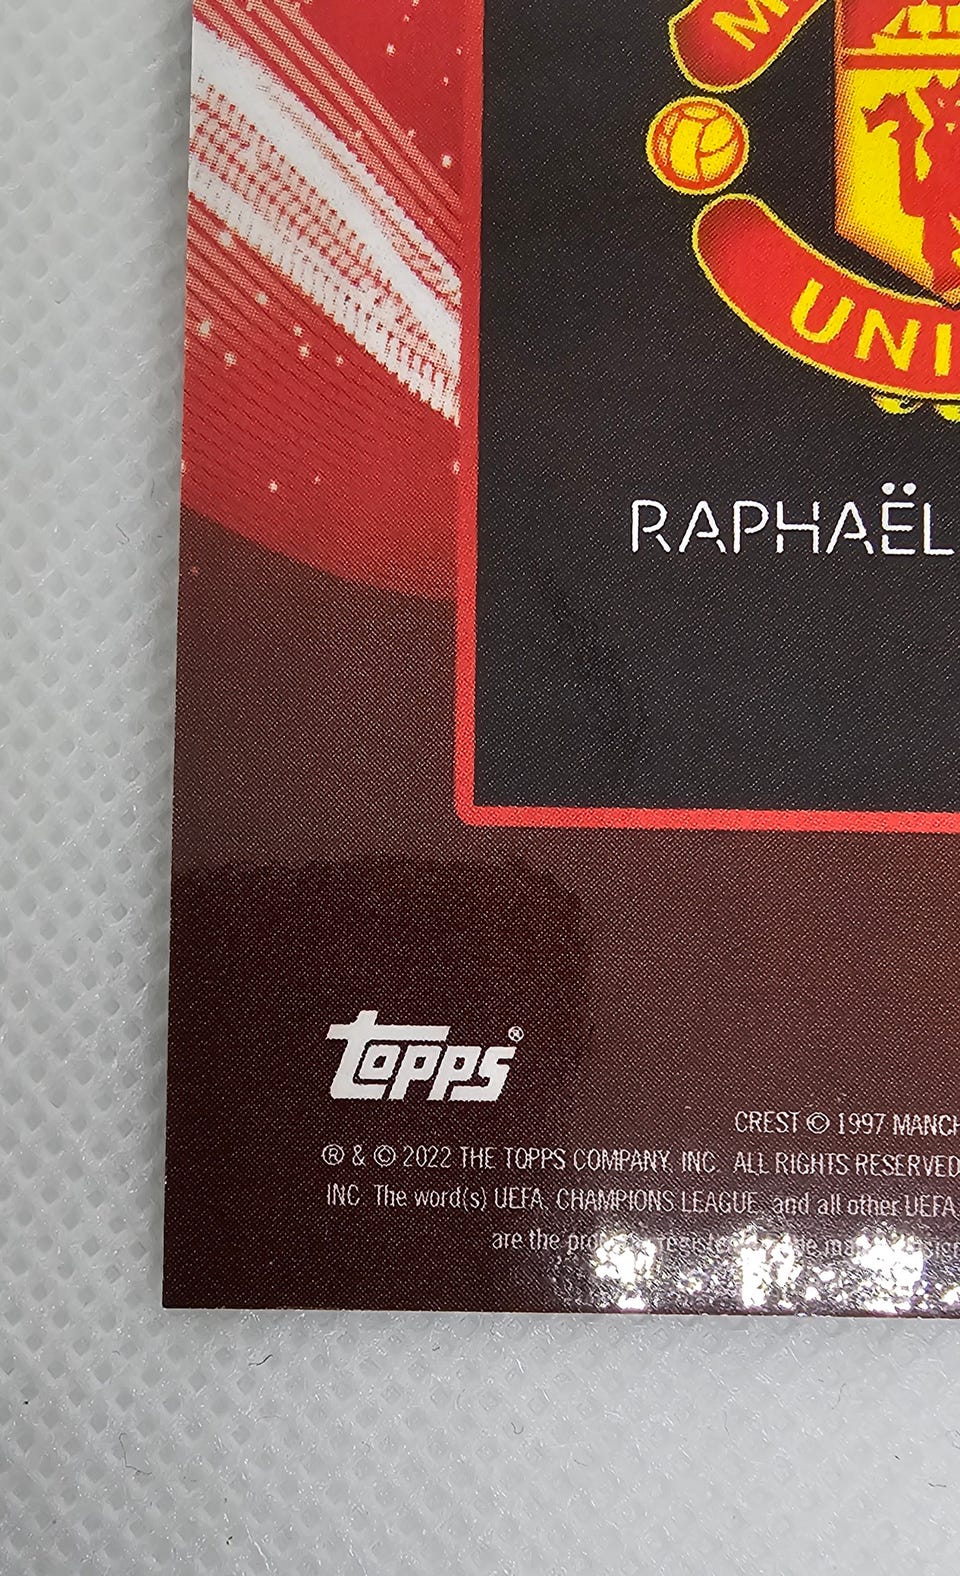 M
UNI
RAPHAËL
Topps®
CREST © 1997 MANCH
® & © 2022 THE TOPPS COMPANY, INC. ALL RIGHTS RESERVED
INC. The word(s) UEFA, CHAMPIONS LEAGUE, and all other UEFA
are the